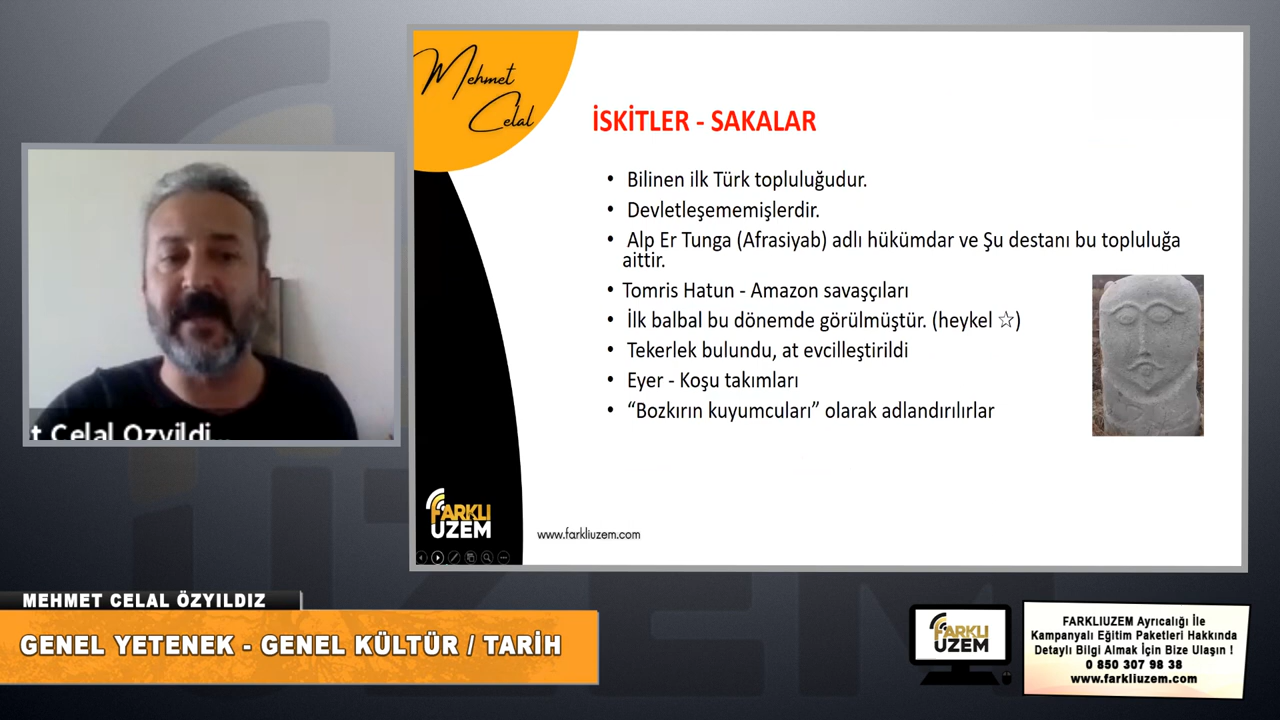 Mehmet
Celal
İSKİTLER - SAKALAR
• Bilinen ilk Türk topluluğudur.
• Devletleşememişlerdir.
• Alp Er Tunga (Afrasiyab) adlı hükümdar ve Şu destanı bu topluluğa
aittir.
• Tomris Hatun - Amazon savaşçıları
• İlk balbal bu dönemde görülmüştür. (heykel ☆)
• Tekerlek bulundu, at evcilleştirildi
• Eyer - Koşu takımları
• “Bozkırın kuyumcuları” olarak adlandırılırlar
t Celal Ozyildi...
FARKLI
UZEM
www.farkliuzem.com
MEHMET CELAL ÖZYILDIZ
GENEL YETENEK - GENEL KÜLTÜR / TARİH
FARKLI
UZEM
FARKLIUZEM Ayrıcalığı İle
Kampanyalı Eğitim Paketleri Hakkında
Detaylı Bilgi Almak İçin Bize Ulaşın !
0 850 307 98 38
www.farkliuzem.com
ÜZEM